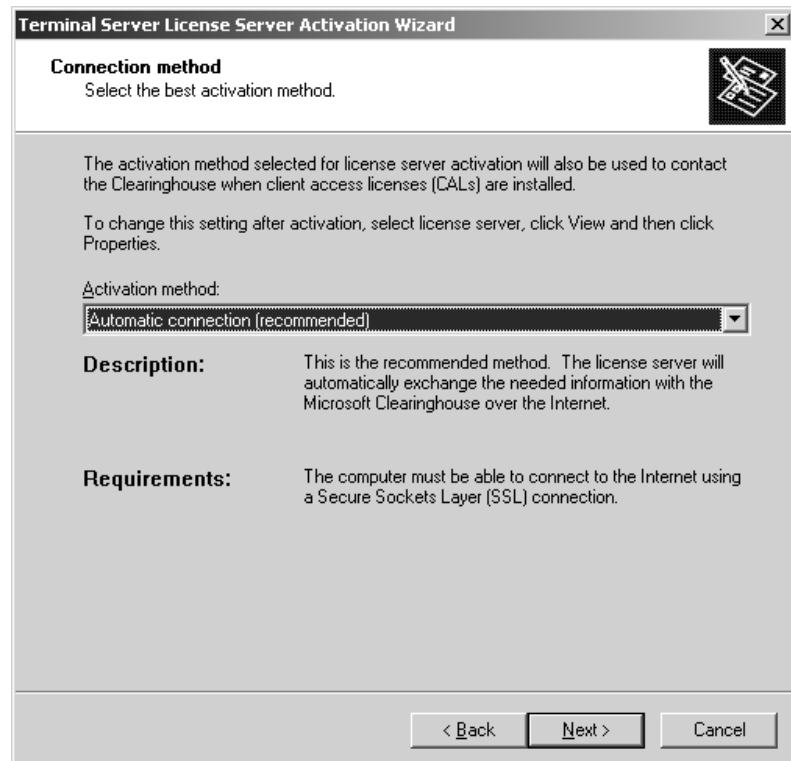 Terminal Server License Server Activation Wizard
Connection method
Select the best activation method.
The activation method selected for license server activation will also be used to contact
the Clearinghouse when client access licenses (CALs) are installed.
To change this setting after activation, select license server, click View and then click
Properties.
Activation method:
Automatic connection (recommended)
Description:
This is the recommended method.  The license server will
automatically exchange the needed information with the
Microsoft Clearinghouse over the Internet.
Requirements:
The computer must be able to connect to the Internet using
a Secure Sockets Layer (SSL) connection.
< Back
Next >
Cancel